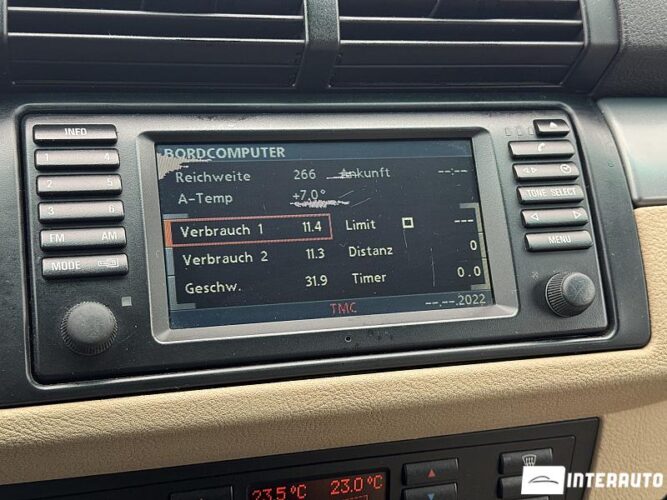 INFO
1 4
2 5
3 6
FM AM
MODE
BORDCOMPUTER
Reichweite 266 Ankunft --:--
A-Temp +7.0°
Verbrauch 1 11.4 Limit ---
Verbrauch 2 11.3 Distanz 0
Geschw. 31.9 Timer 0.0
TMC --.--.2022
TONE SELECT
MENU
23.5°C 23.0°C
INTERAUTO